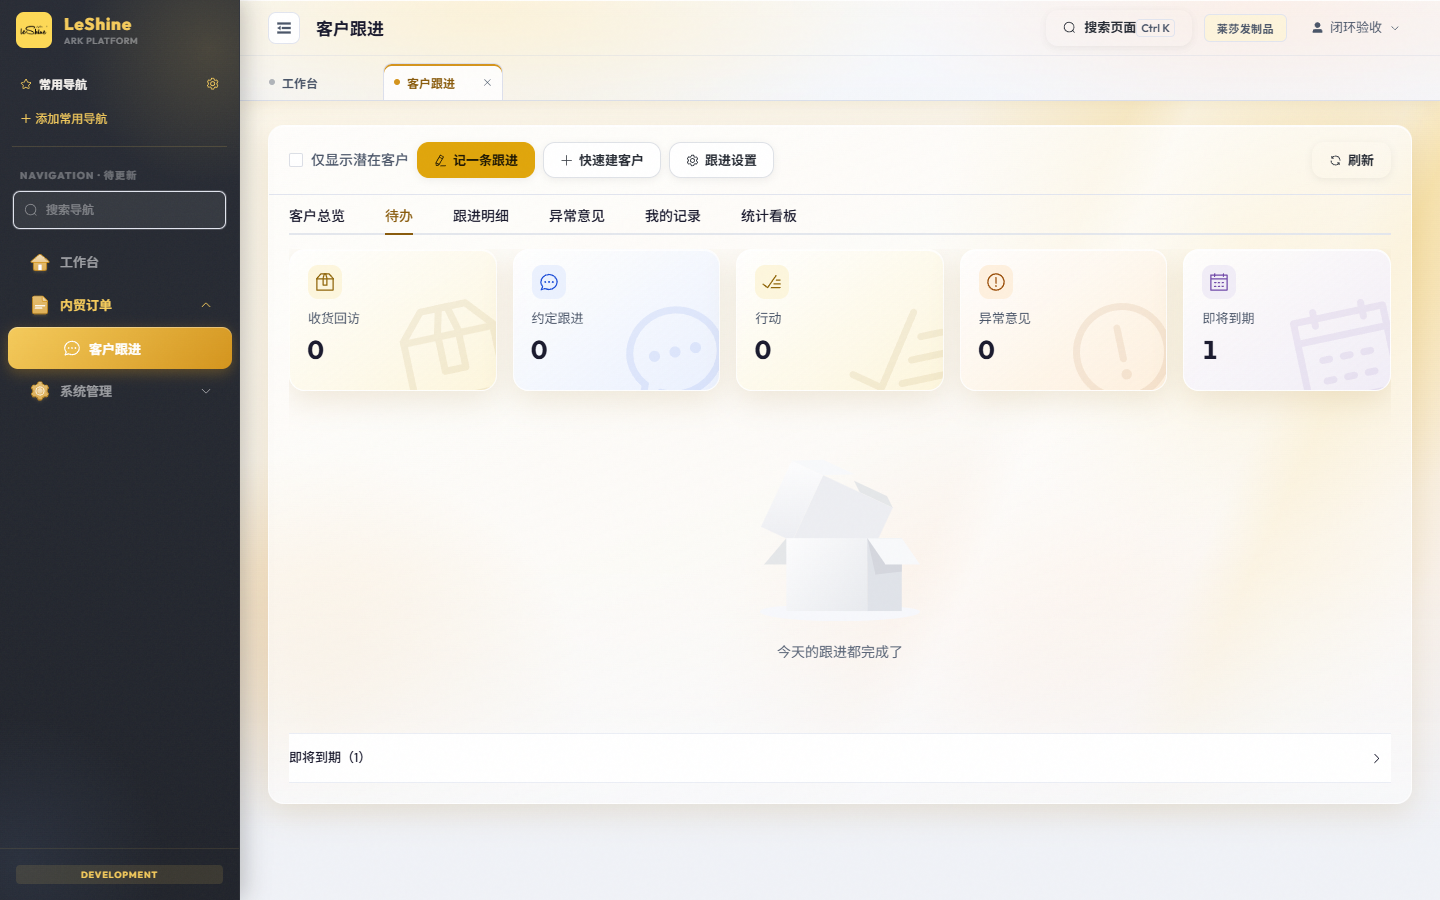 leShine
LeShine
ARK PLATFORM
常用导航
添加常用导航
NAVIGATION · 待更新
搜索导航
工作台
内贸订单
客户跟进
系统管理
DEVELOPMENT
客户跟进
搜索页面 Ctrl K
莱莎发制品
闭环验收
工作台
客户跟进
仅显示潜在客户
记一条跟进
快速建客户
跟进设置
刷新
客户总览
待办
跟进明细
异常意见
我的记录
统计看板
收货回访
0
约定跟进
0
行动
0
异常意见
0
即将到期
1
今天的跟进都完成了
即将到期（1）